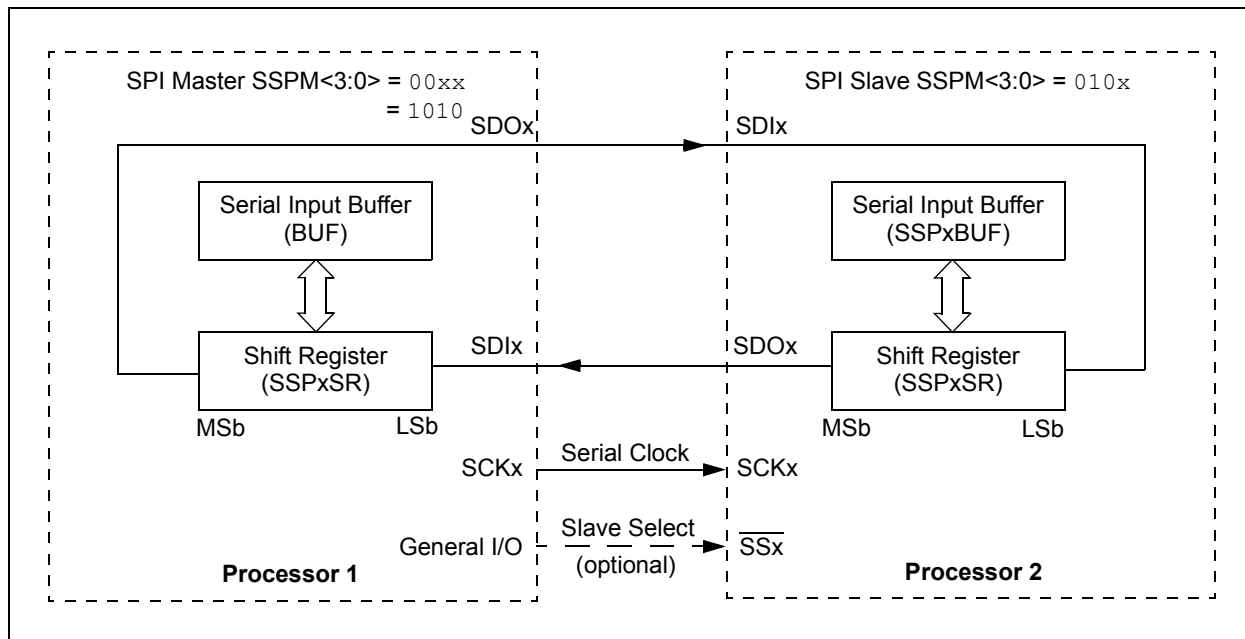 SPI Master SSPM<3:0> = 00xx
= 1010
SDOx
Serial Input Buffer
(BUF)
Shift Register
(SSPxSR)
MSb
LSb
SDIx
SCKx
General I/O
Processor 1
Serial Clock
Slave Select
(optional)
SPI Slave SSPM<3:0> = 010x
SDIx
Serial Input Buffer
(SSPxBUF)
SDOx
Shift Register
(SSPxSR)
MSb
LSb
SCKx
SSx
Processor 2